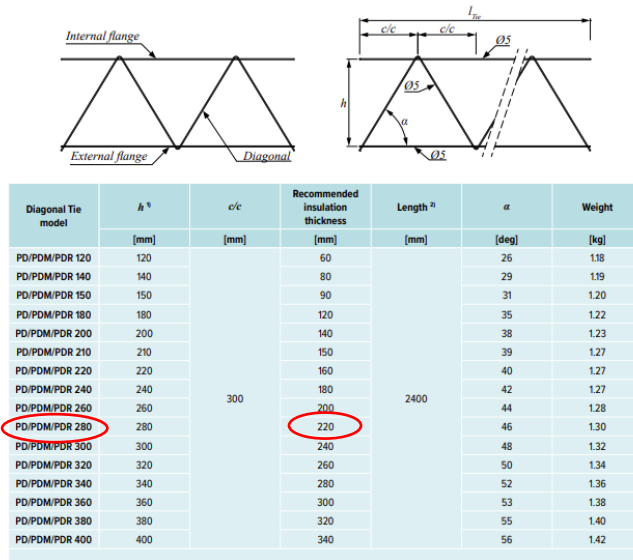 Internal flange
External flange
Diagonal
l Tie
c/c c/c
Ø5
h
Ø5
α
Ø5
Diagonal Tie model h 1) c/c Recommended insulation thickness Length 2) α Weight
[mm] [mm] [mm] [mm] [deg] [kg]
PD/PDM/PDR 120 120 60 26 1.18
PD/PDM/PDR 140 140 80 29 1.19
PD/PDM/PDR 150 150 90 31 1.20
PD/PDM/PDR 180 180 120 35 1.22
PD/PDM/PDR 200 200 140 38 1.23
PD/PDM/PDR 210 210 150 39 1.27
PD/PDM/PDR 220 220 160 40 1.27
PD/PDM/PDR 240 240 180 42 1.27
PD/PDM/PDR 260 260 300 200 2400 44 1.28
PD/PDM/PDR 280 280 220 46 1.30
PD/PDM/PDR 300 300 240 48 1.32
PD/PDM/PDR 320 320 260 50 1.34
PD/PDM/PDR 340 340 280 52 1.36
PD/PDM/PDR 360 360 300 53 1.38
PD/PDM/PDR 380 380 320 55 1.40
PD/PDM/PDR 400 400 340 56 1.42